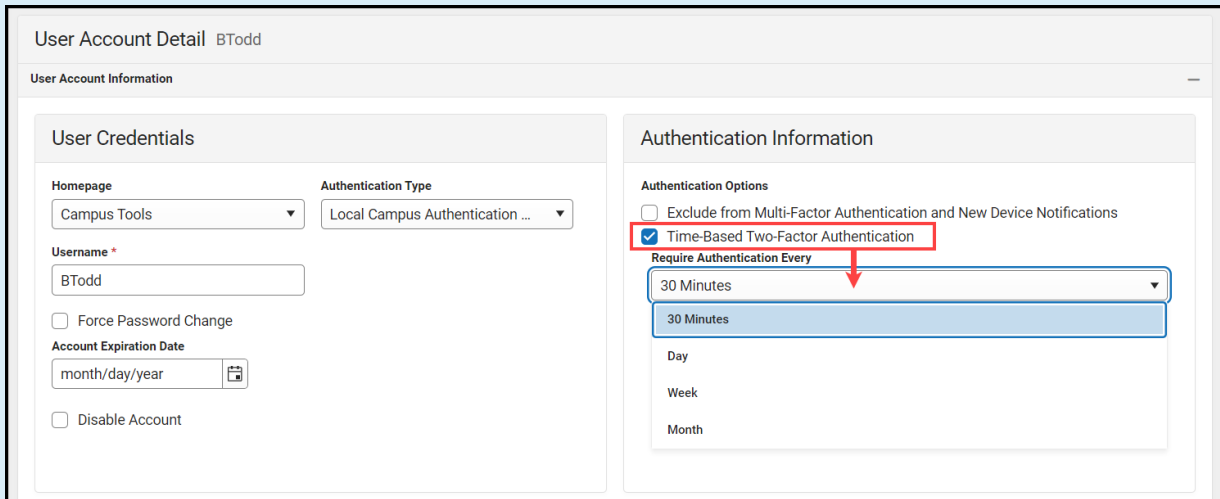 User Account Detail BTodd
User Account Information
User Credentials
Homepage
Authentication Type
Campus Tools
Local Campus Authentication ...
Username *
BTodd
Force Password Change
Account Expiration Date
month/day/year
Disable Account
Authentication Information
Authentication Options
Exclude from Multi-Factor Authentication and New Device Notifications
Time-Based Two-Factor Authentication
Require Authentication Every
30 Minutes
30 Minutes
Day
Week
Month